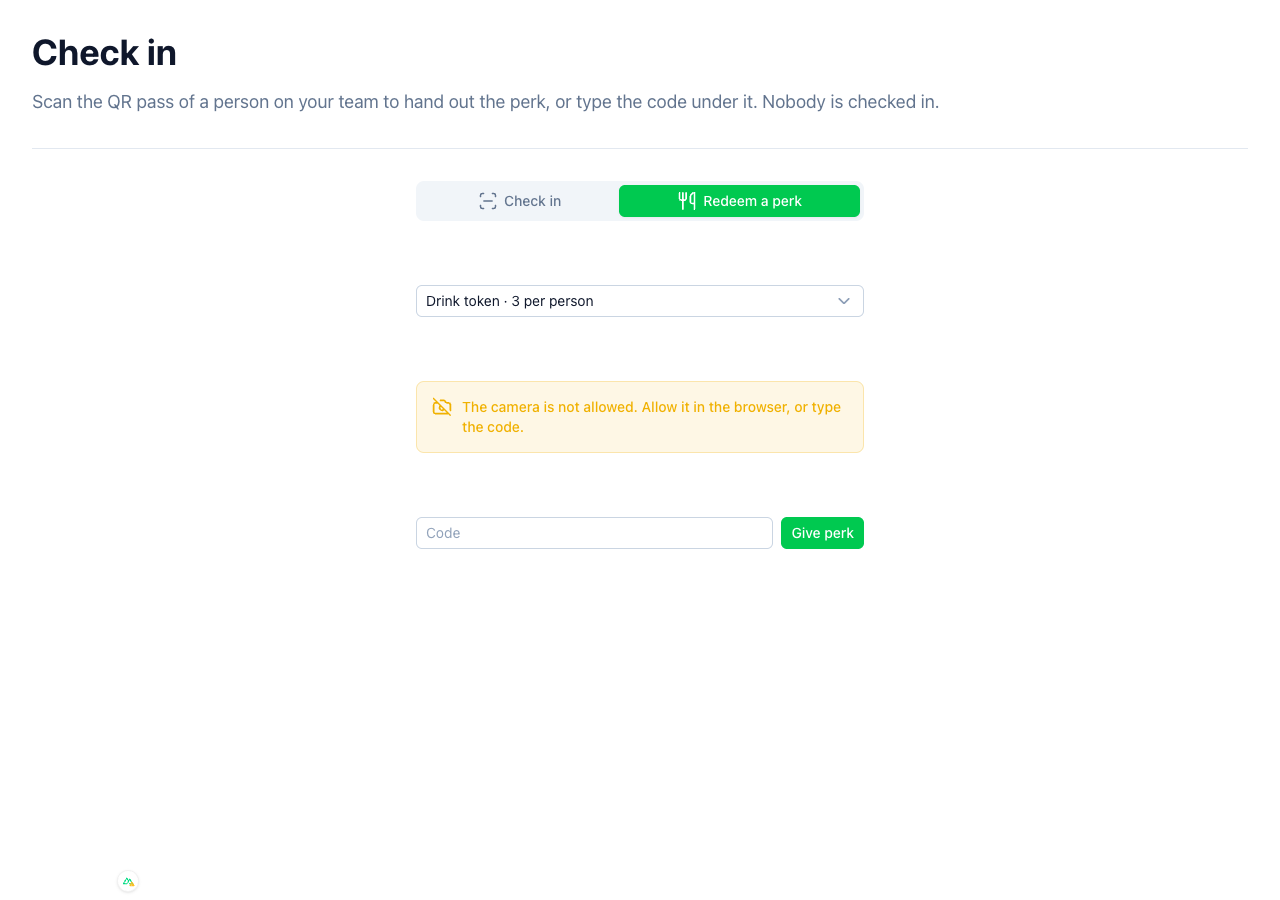 Check in
Scan the QR pass of a person on your team to hand out the perk, or type the code under it. Nobody is checked in.
Check in
Redeem a perk
Drink token · 3 per person
The camera is not allowed. Allow it in the browser, or type
the code.
Code
Give perk